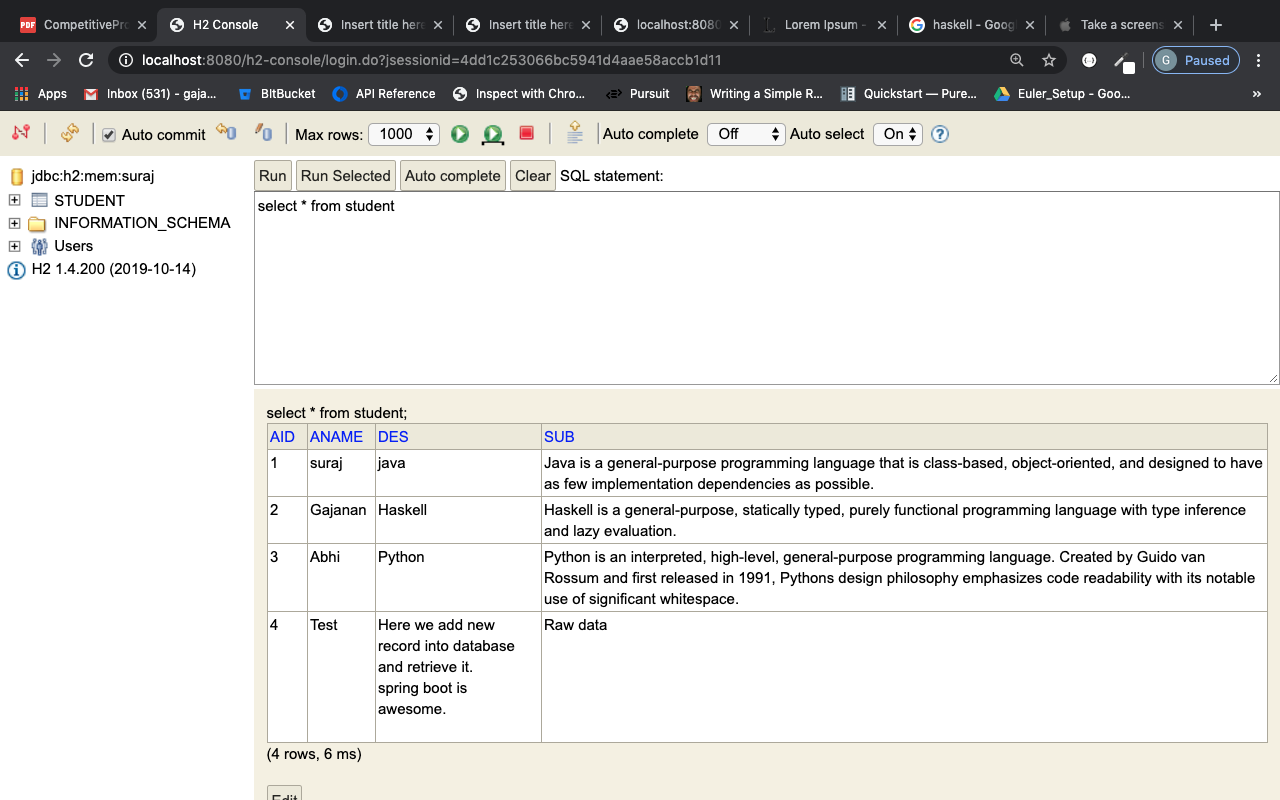 CompetitivePro
H2 Console
Insert title here
Insert title here
localhost:8080
Lorem Ipsum -
haskell - Goog
Take a screens
localhost:8080/h2-console/login.do?jsessionid=4dd1c253066bc5941d4aae58accb1d11
G Paused
Apps
Inbox (531) - gaja...
BItBucket
API Reference
Inspect with Chro...
Pursuit
Writing a Simple R...
Quickstart — Pure...
Euler_Setup - Goo...
»
Auto commit
Max rows: 1000
Auto complete Off
Auto select On
?
jdbc:h2:mem:suraj
STUDENT
INFORMATION_SCHEMA
Users
H2 1.4.200 (2019-10-14)
Run Run Selected Auto complete Clear SQL statement:
select * from student
select * from student;
AID ANAME DES SUB
1 suraj java Java is a general-purpose programming language that is class-based, object-oriented, and designed to have
as few implementation dependencies as possible.
2 Gajanan Haskell Haskell is a general-purpose, statically typed, purely functional programming language with type inference
and lazy evaluation.
3 Abhi Python Python is an interpreted, high-level, general-purpose programming language. Created by Guido van
Rossum and first released in 1991, Pythons design philosophy emphasizes code readability with its notable
use of significant whitespace.
4 Test Here we add new Raw data
record into database
and retrieve it.
spring boot is
awesome.
(4 rows, 6 ms)
Edit